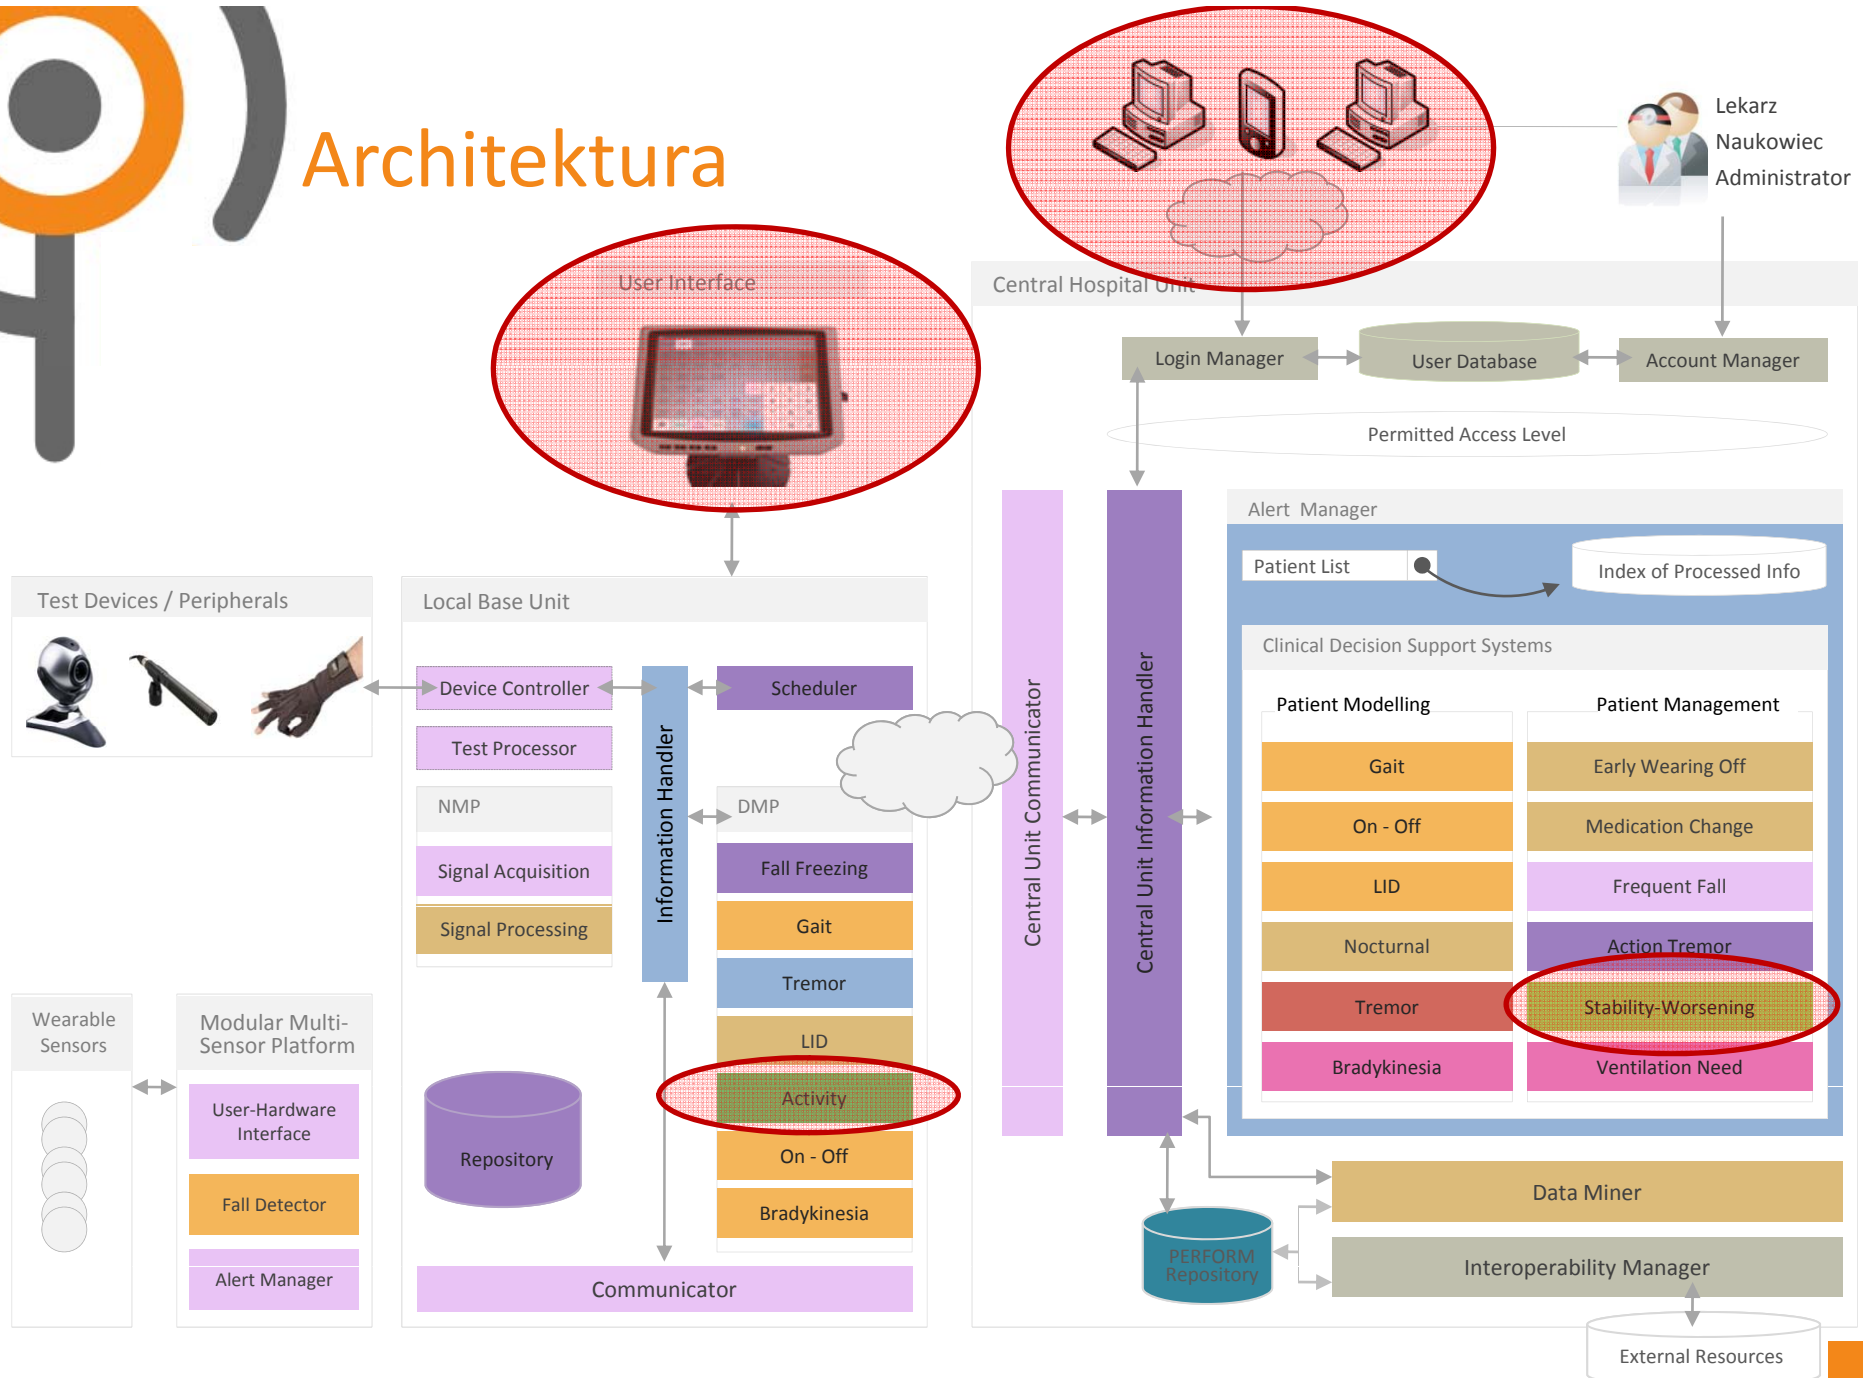 Architektura
Lekarz
Naukowiec
Administrator
User Interface
Central Hospital Unit
Login Manager
User Database
Account Manager
Permitted Access Level
Alert Manager
Patient List
Index of Processed Info
Clinical Decision Support Systems
Patient Modelling
Patient Management
Gait
Early Wearing Off
On - Off
Medication Change
LID
Frequent Fall
Nocturnal
Action Tremor
Tremor
Stability-Worsening
Bradykinesia
Ventilation Need
Central Unit Communicator
Central Unit Information Handler
Test Devices / Peripherals
Local Base Unit
Device Controller
Scheduler
Test Processor
Information Handler
NMP
DMP
Signal Acquisition
Signal Processing
Fall Freezing
Gait
Tremor
LID
Activity
On - Off
Bradykinesia
Repository
Communicator
Wearable
Sensors
Modular Multi-
Sensor Platform
User-Hardware
Interface
Fall Detector
Alert Manager
Data Miner
PERFORM
Repository
Interoperability Manager
External Resources